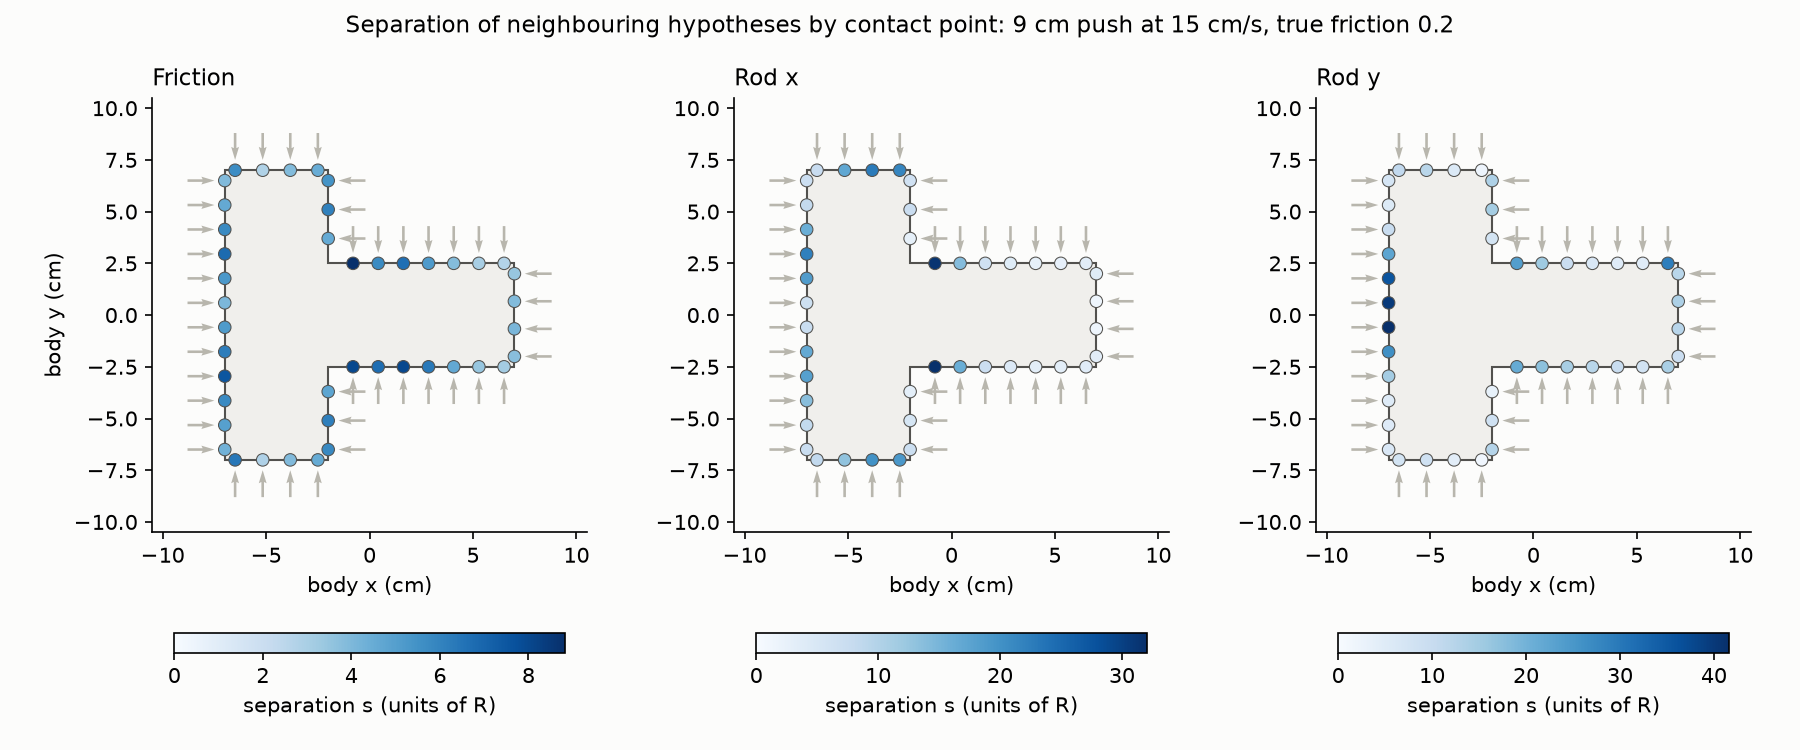 Separation of neighbouring hypotheses by contact point: 9 cm push at 15 cm/s, true friction 0.2
Friction
10.0
7.5
5.0
2.5
0.0
−2.5
−5.0
−7.5
−10.0
body y (cm)
−10 −5 0 5 10
body x (cm)
0 2 4 6 8
separation s (units of R)
Rod x
10.0
7.5
5.0
2.5
0.0
−2.5
−5.0
−7.5
−10.0
−10 −5 0 5 10
body x (cm)
0 10 20 30
separation s (units of R)
Rod y
10.0
7.5
5.0
2.5
0.0
−2.5
−5.0
−7.5
−10.0
−10 −5 0 5 10
body x (cm)
0 10 20 30 40
separation s (units of R)